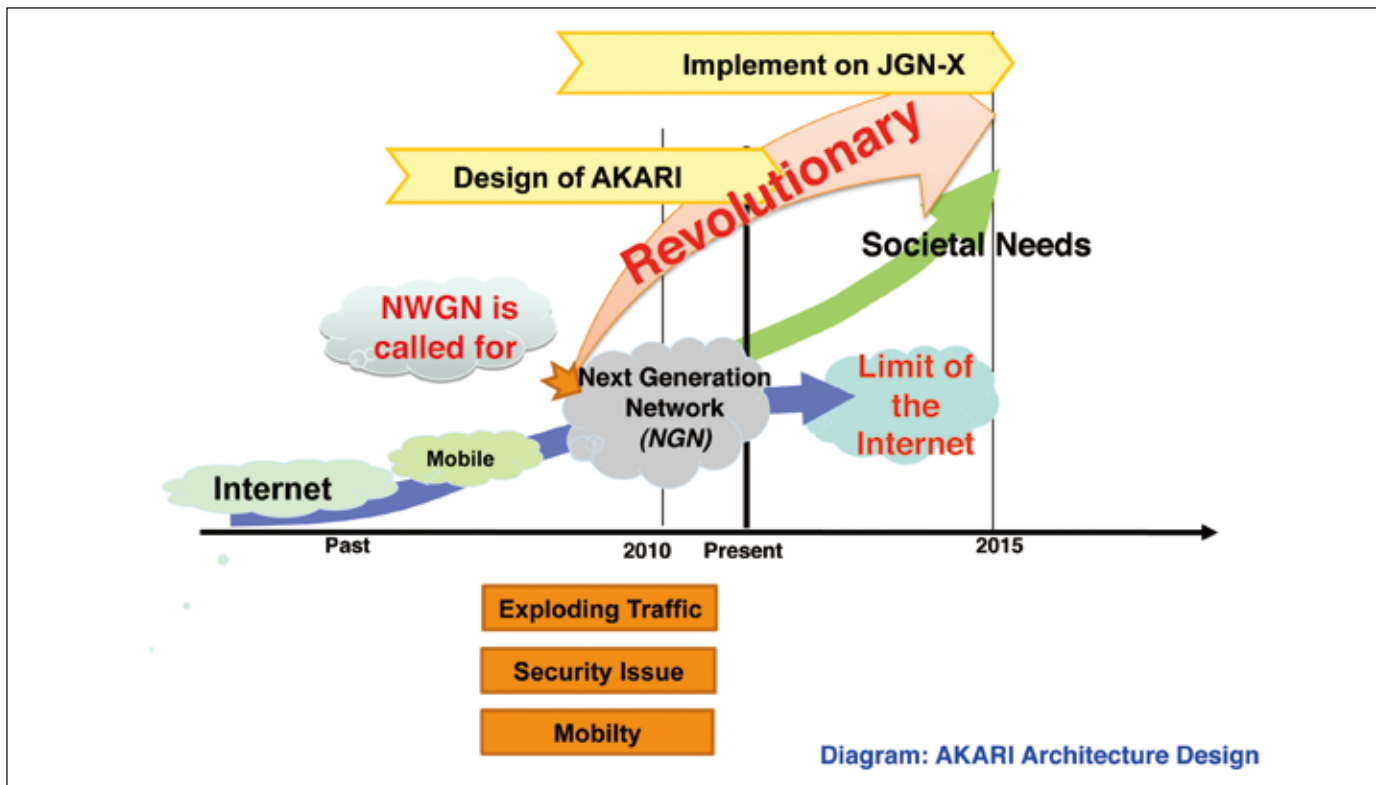 Implement on JGN-X
Design of AKARI
Revolutionary
Societal Needs
NWGN is
called for
Next Generation
Network
(NGN)
Limit of
the
Internet
Mobile
Internet
Past
2010
Present
2015
Exploding Traffic
Security Issue
Mobilty
Diagram: AKARI Architecture Design